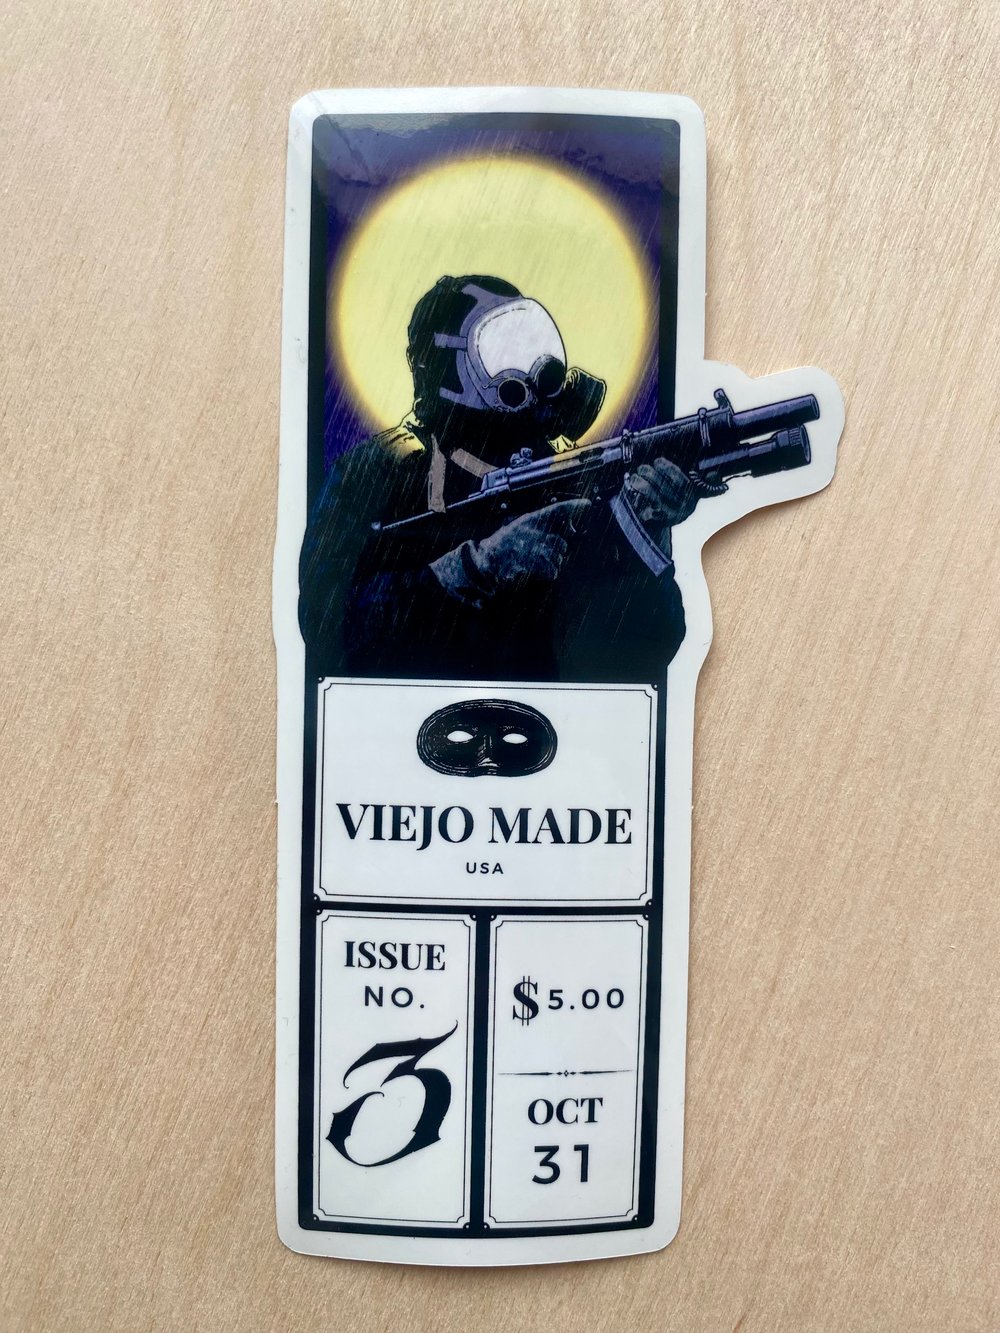 VIEJO MADE
USA
ISSUE
NO.
3
$5.00
OCT
31